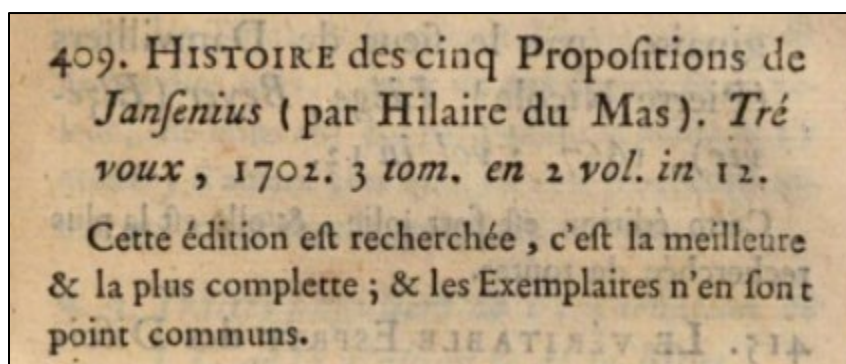 409. HISTOIRE des cinq Propoſitions de
Janſenius (par Hilaire du Mas). Tré
voux, 1702. 3 tom. en 2 vol. in 12.
Cette édition eſt recherchée, c'eſt la meilleure
& la plus complette; & les Exemplaires n'en ſont
point communs.